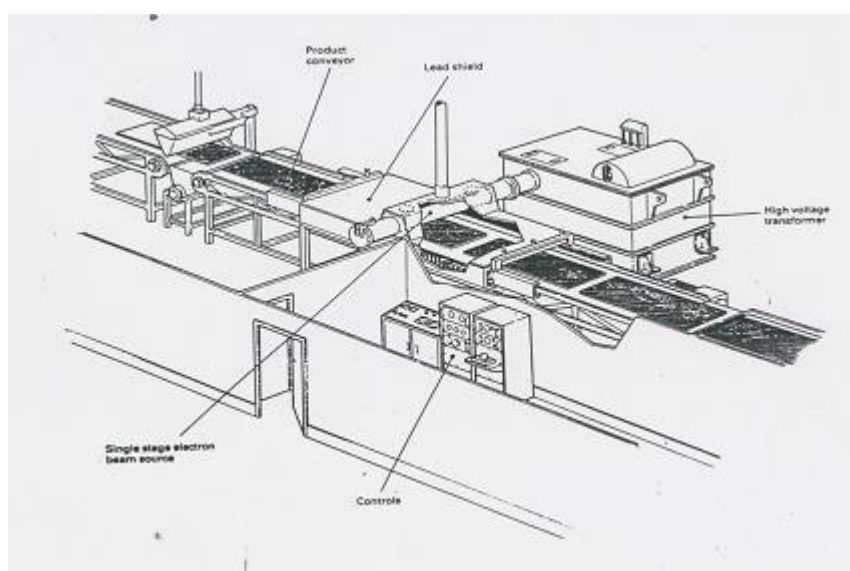 Product
conveyor
Lead shield
High voltage
transformer
Single stage electron
beam source
Controls